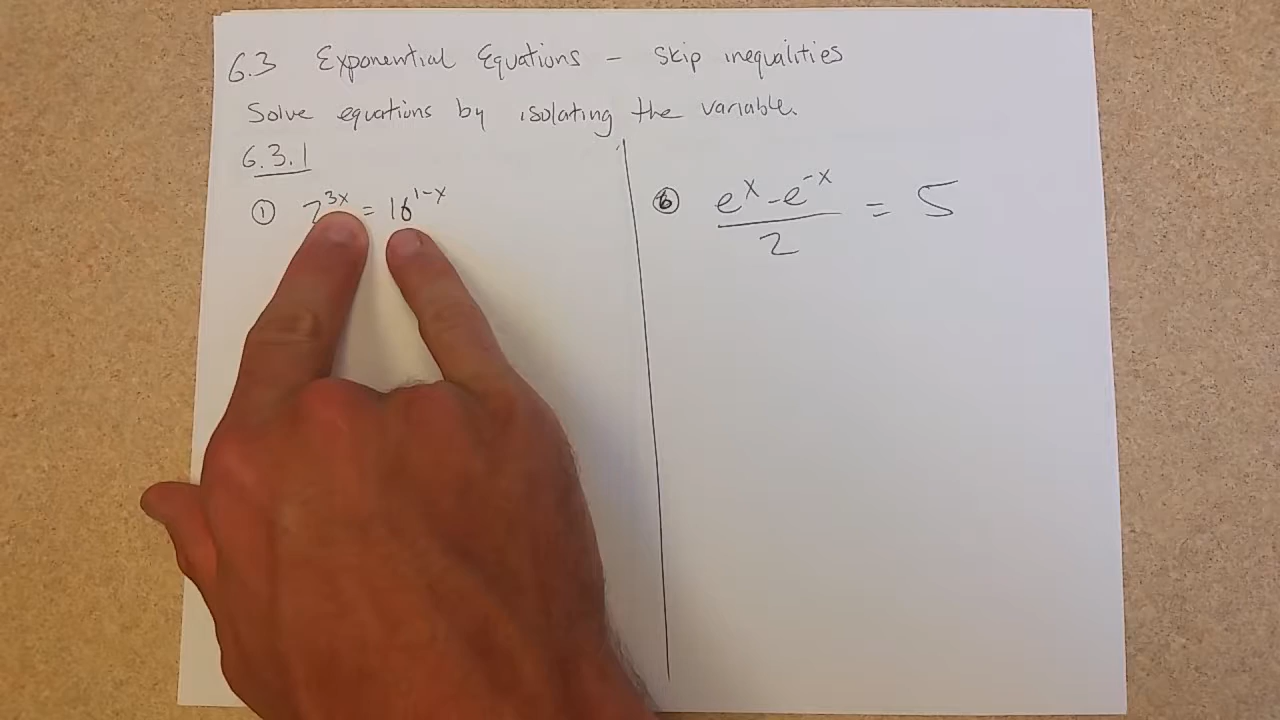 6.3 Exponential Equations - Skip inequalities
Solve equations by isolating the variable.
6.3.1
① 2^3x = 16^1-x
⑥ e^x - e^-x / 2 = 5